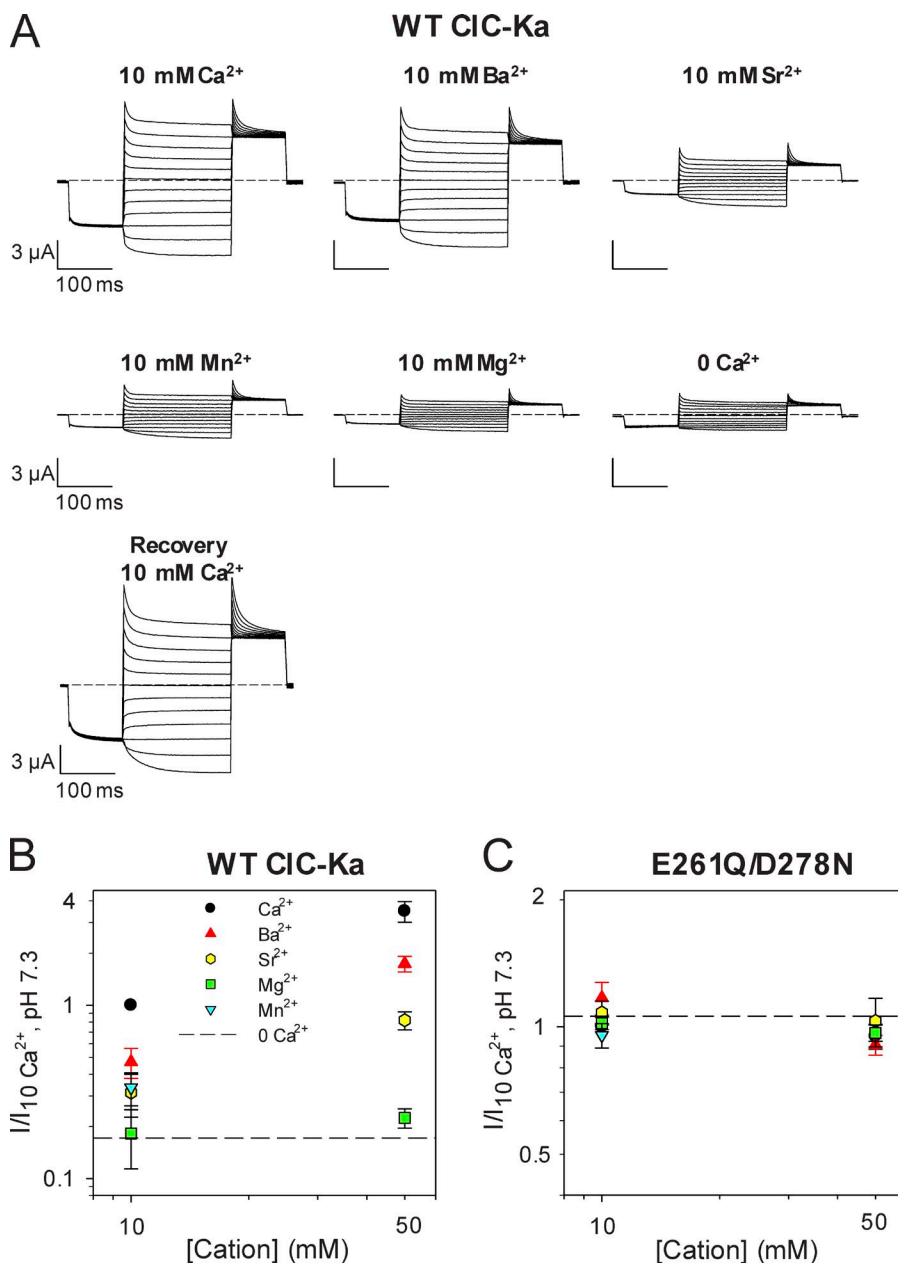 A
WT ClC-Ka
10 mM Ca²⁺
10 mM Ba²⁺
10 mM Sr²⁺
3 µA
100 ms
10 mM Mn²⁺
10 mM Mg²⁺
0 Ca²⁺
3 µA
100 ms
Recovery
10 mM Ca²⁺
3 µA
100 ms
B
WT ClC-Ka
I/I10 Ca²⁺, pH 7.3
4
1
0.1
Ca²⁺
Ba²⁺
Sr²⁺
Mg²⁺
Mn²⁺
0 Ca²⁺
10
50
[Cation] (mM)
C
E261Q/D278N
I/I10 Ca²⁺, pH 7.3
2
1
0.5
10
50
[Cation] (mM)